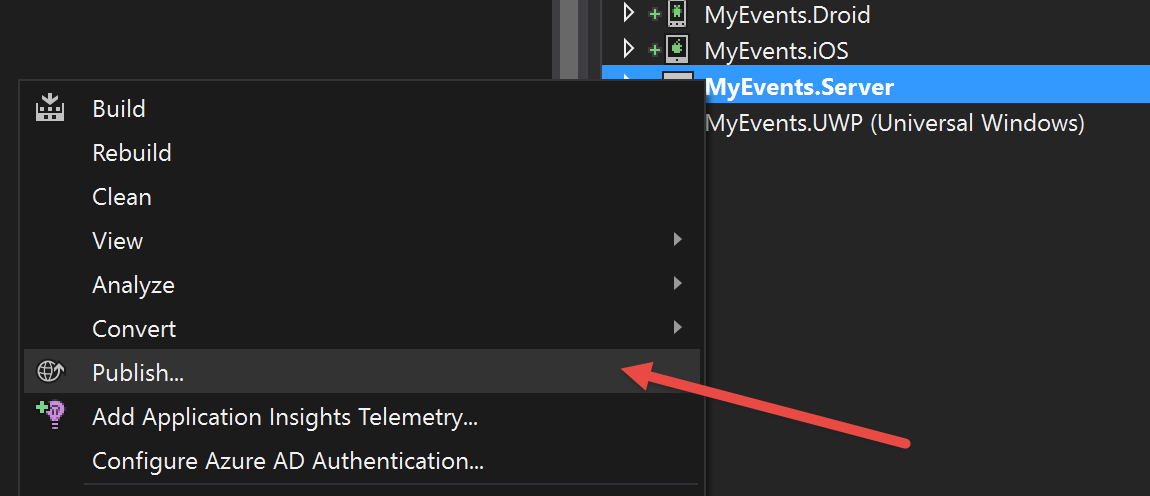 MyEvents.Droid
MyEvents.iOS
MyEvents.Server
MyEvents.UWP (Universal Windows)
Build
Rebuild
Clean
View
Analyze
Convert
Publish...
Add Application Insights Telemetry...
Configure Azure AD Authentication...